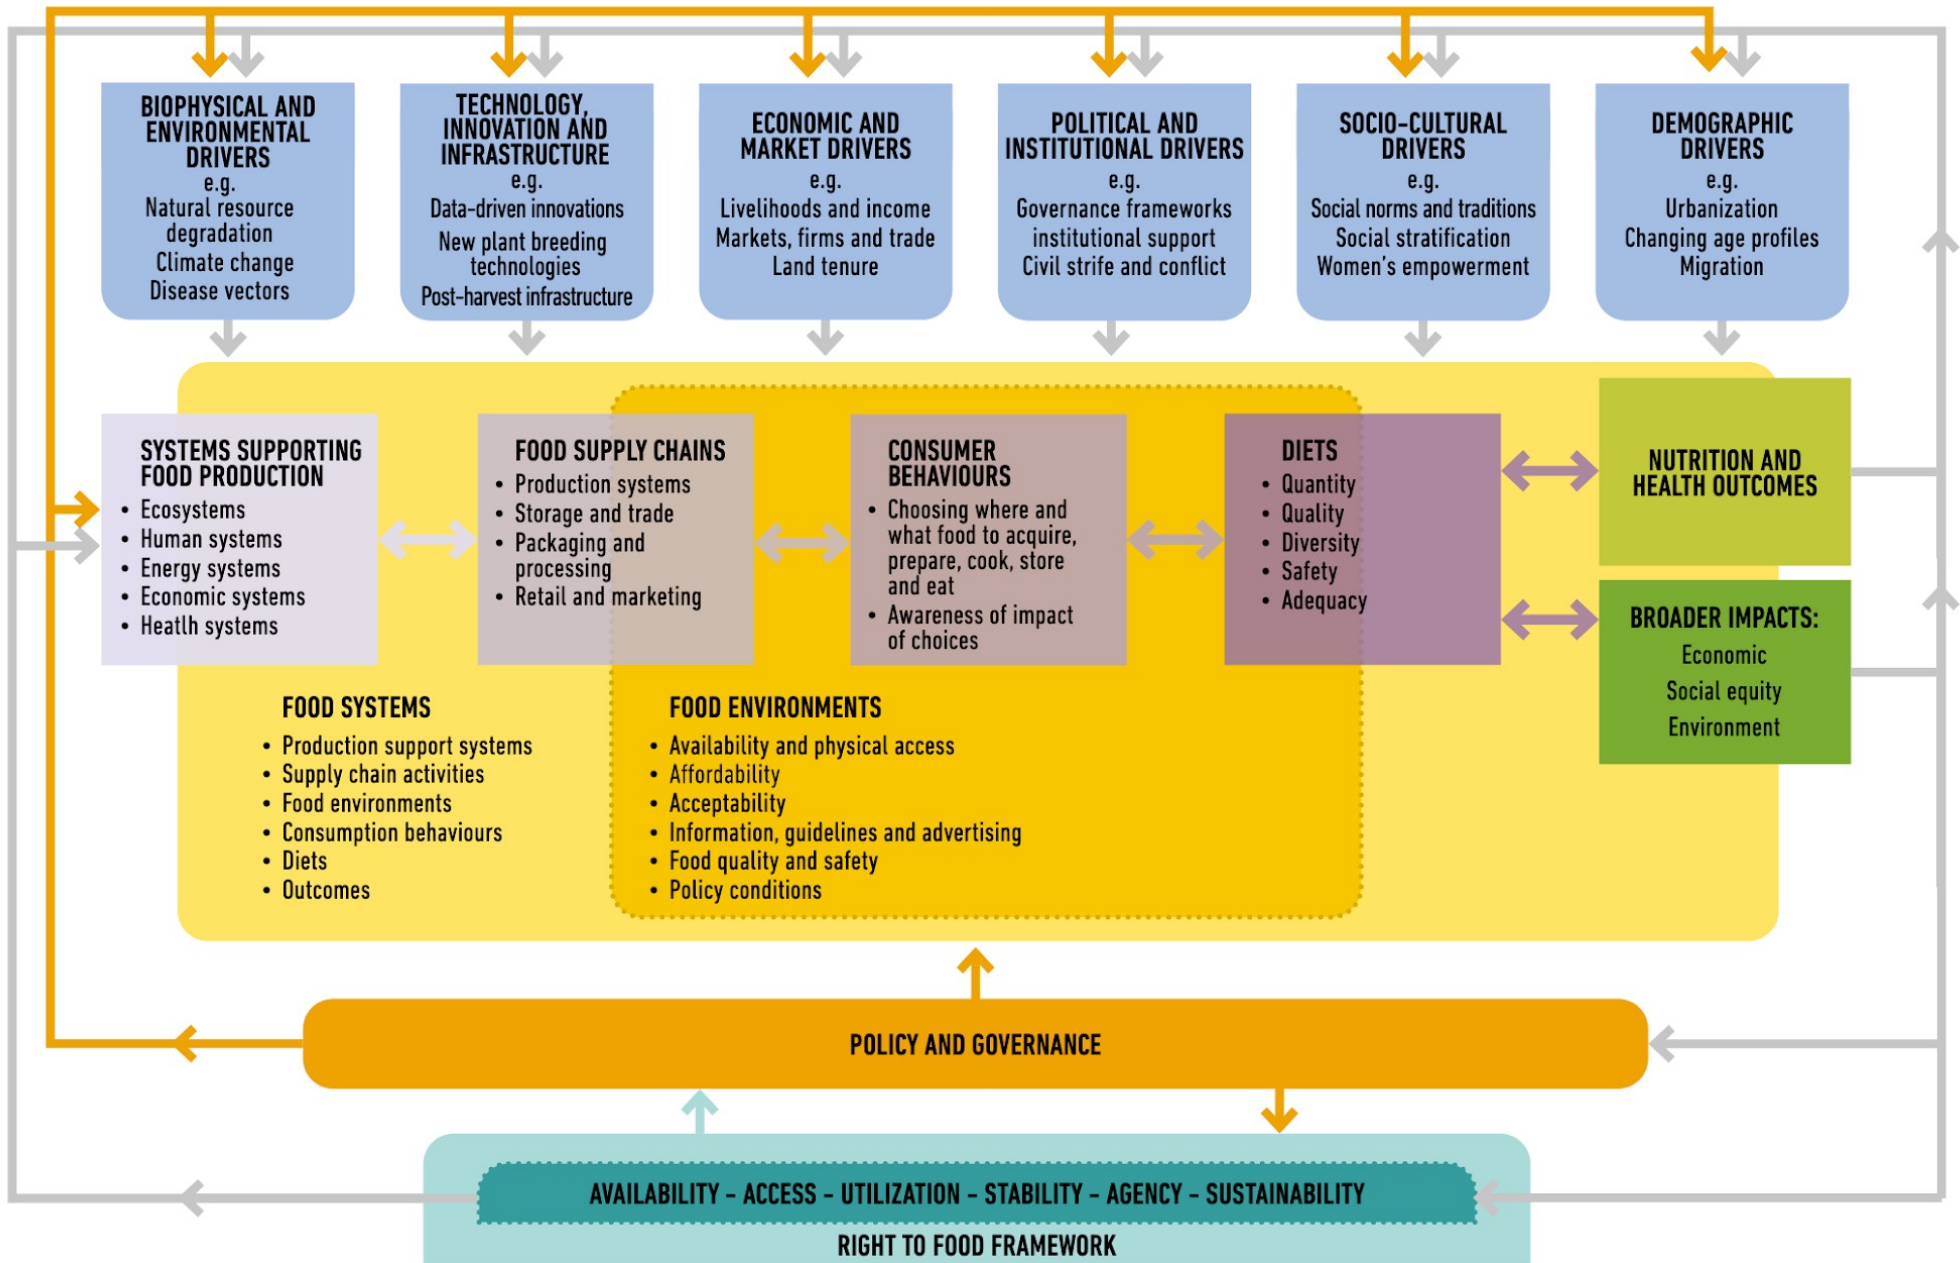 BIOPHYSICAL AND
ENVIRONMENTAL
DRIVERS
e.g.
Natural resource
degradation
Climate change
Disease vectors
TECHNOLOGY,
INNOVATION AND
INFRASTRUCTURE
e.g.
Data-driven innovations
New plant breeding
technologies
Post-harvest infrastructure
ECONOMIC AND
MARKET DRIVERS
e.g.
Livelihoods and income
Markets, firms and trade
Land tenure
POLITICAL AND
INSTITUTIONAL DRIVERS
e.g.
Governance frameworks
institutional support
Civil strife and conflict
SOCIO-CULTURAL
DRIVERS
e.g.
Social norms and traditions
Social stratification
Women's empowerment
DEMOGRAPHIC
DRIVERS
e.g.
Urbanization
Changing age profiles
Migration
SYSTEMS SUPPORTING
FOOD PRODUCTION
• Ecosystems
• Human systems
• Energy systems
• Economic systems
• Heatlh systems
FOOD SUPPLY CHAINS
• Production systems
• Storage and trade
• Packaging and
processing
• Retail and marketing
CONSUMER
BEHAVIOURS
• Choosing where and
what food to acquire,
prepare, cook, store
and eat
• Awareness of impact
of choices
DIETS
• Quantity
• Quality
• Diversity
• Safety
• Adequacy
NUTRITION AND
HEALTH OUTCOMES
BROADER IMPACTS:
Economic
Social equity
Environment
FOOD SYSTEMS
• Production support systems
• Supply chain activities
• Food environments
• Consumption behaviours
• Diets
• Outcomes
FOOD ENVIRONMENTS
• Availability and physical access
• Affordability
• Acceptability
• Information, guidelines and advertising
• Food quality and safety
• Policy conditions
POLICY AND GOVERNANCE
AVAILABILITY – ACCESS – UTILIZATION – STABILITY – AGENCY – SUSTAINABILITY
RIGHT TO FOOD FRAMEWORK